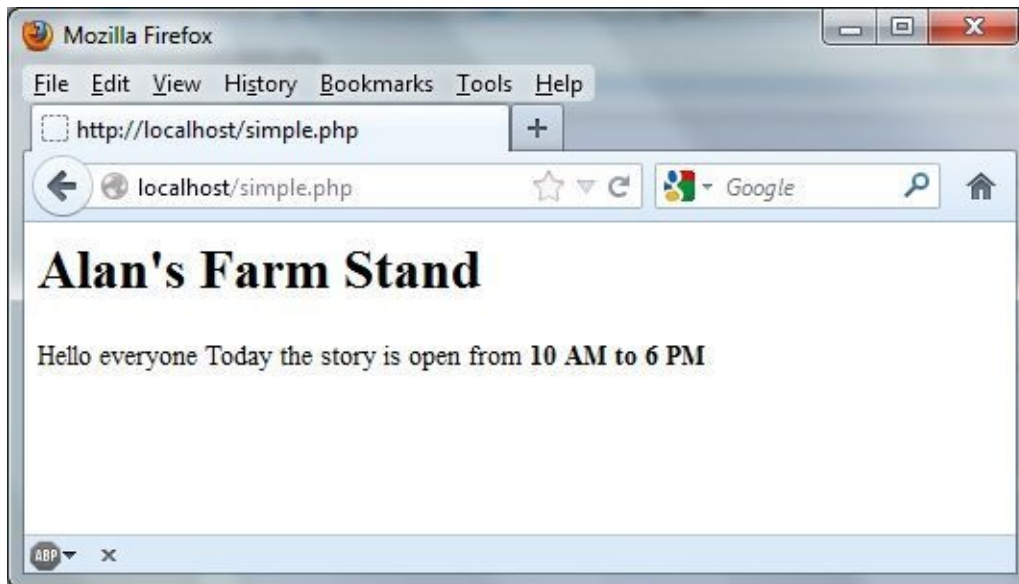 Mozilla Firefox
File Edit View History Bookmarks Tools Help
http://localhost/simple.php
localhost/simple.php Google
Alan's Farm Stand
Hello everyone Today the story is open from 10 AM to 6 PM
ABP